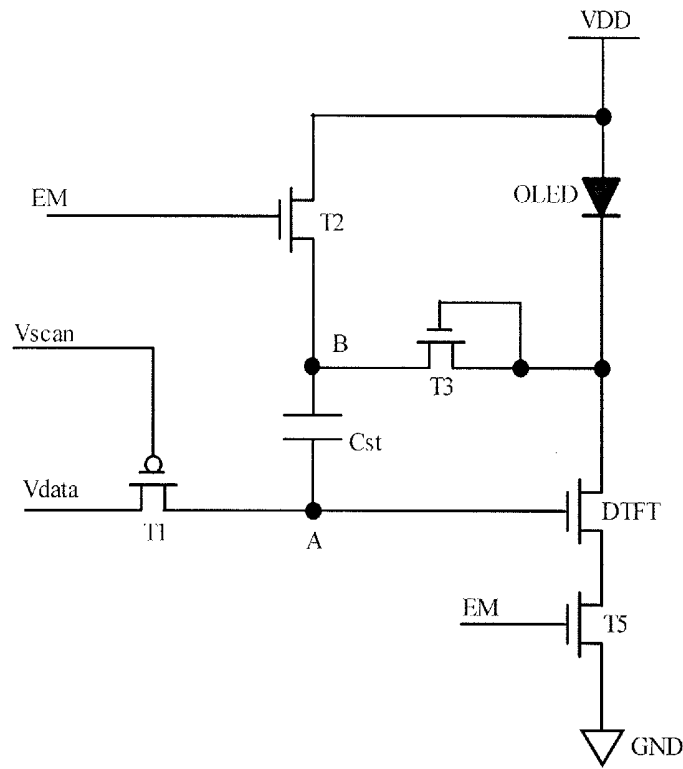 VDD
OLED
EM
T2
Vscan
B
T3
Cst
Vdata
T1
A
DTFT
EM
T5
GND